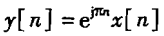 y[n] = e^{jπn} x[n]